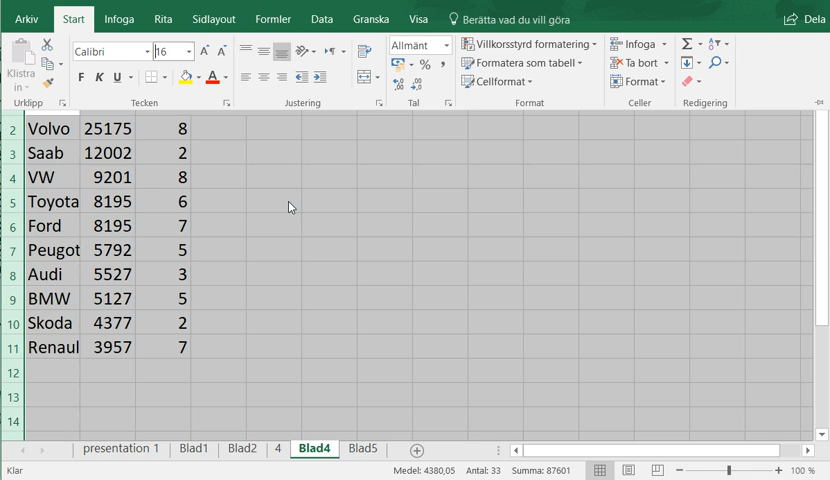 Arkiv Start Infoga Rita Sidlayout Formler Data Granska Visa Berätta vad du vill göra Dela
Klistra in
Urklipp
Calibri 16
F K U
Tecken
Justering
Allmänt
%
Tal
Villkorsstyrd formatering
Formatera som tabell
Cellformat
Format
Infoga
Ta bort
Format
Celler
Redigering
2 Volvo 25175 8
3 Saab 12002 2
4 VW 9201 8
5 Toyota 8195 6
6 Ford 8195 7
7 Peugot 5792 5
8 Audi 5527 3
9 BMW 5127 5
10 Skoda 4377 2
11 Renaul 3957 7
12
13
14
presentation 1 Blad1 Blad2 4 Blad4 Blad5
Klar Medel: 4380,05 Antal: 33 Summa: 87601 100 %